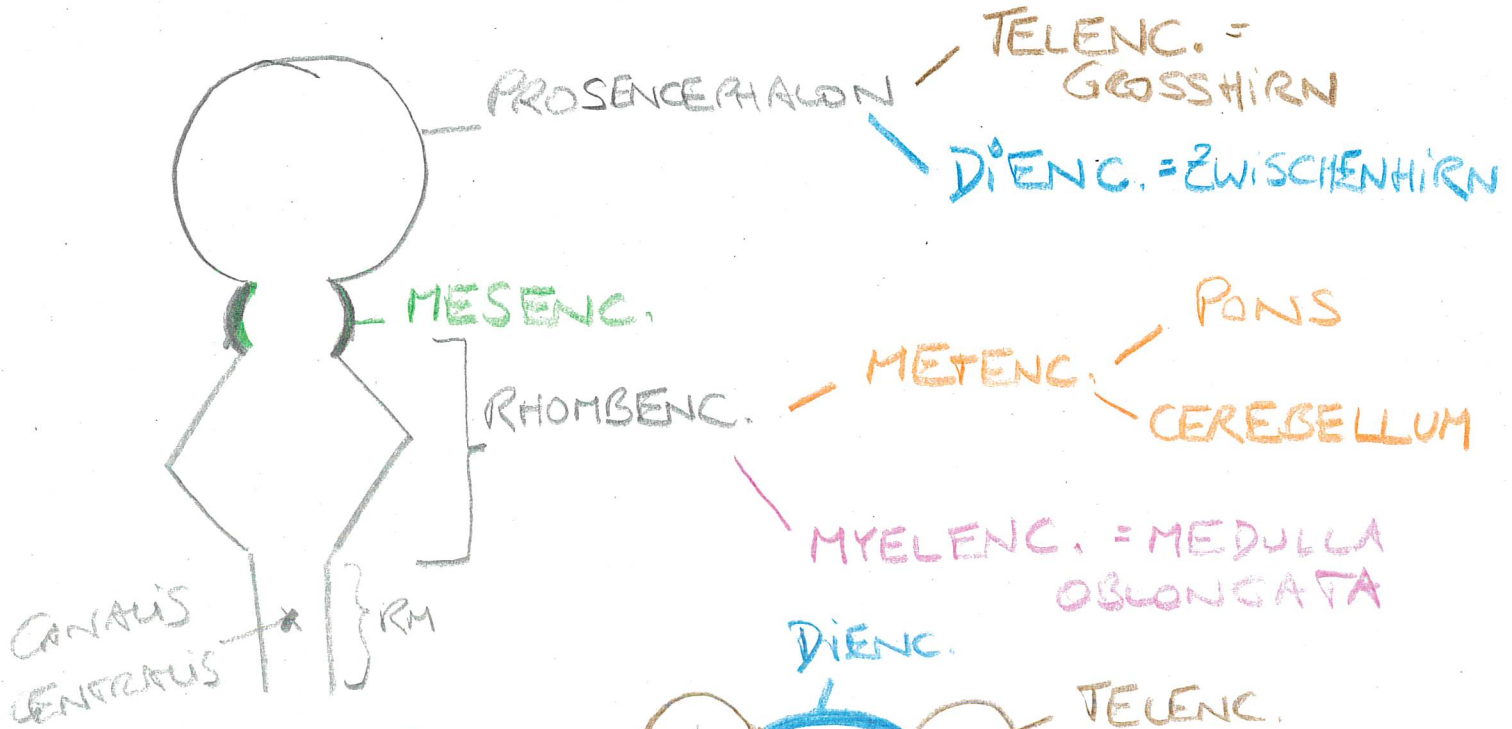 TELENC. =
GROSSHiRN
PROSENCEPHALON
DiENC. = ZWiSCHENHiRN
MESENC.
PONS
METENC.
RHOMBENC.
CEREBELLUM
MYELENC. = MEDULLA
OBLONGATA
CANALiS
CENTRALiS
RM
DiENC.
TELENC.